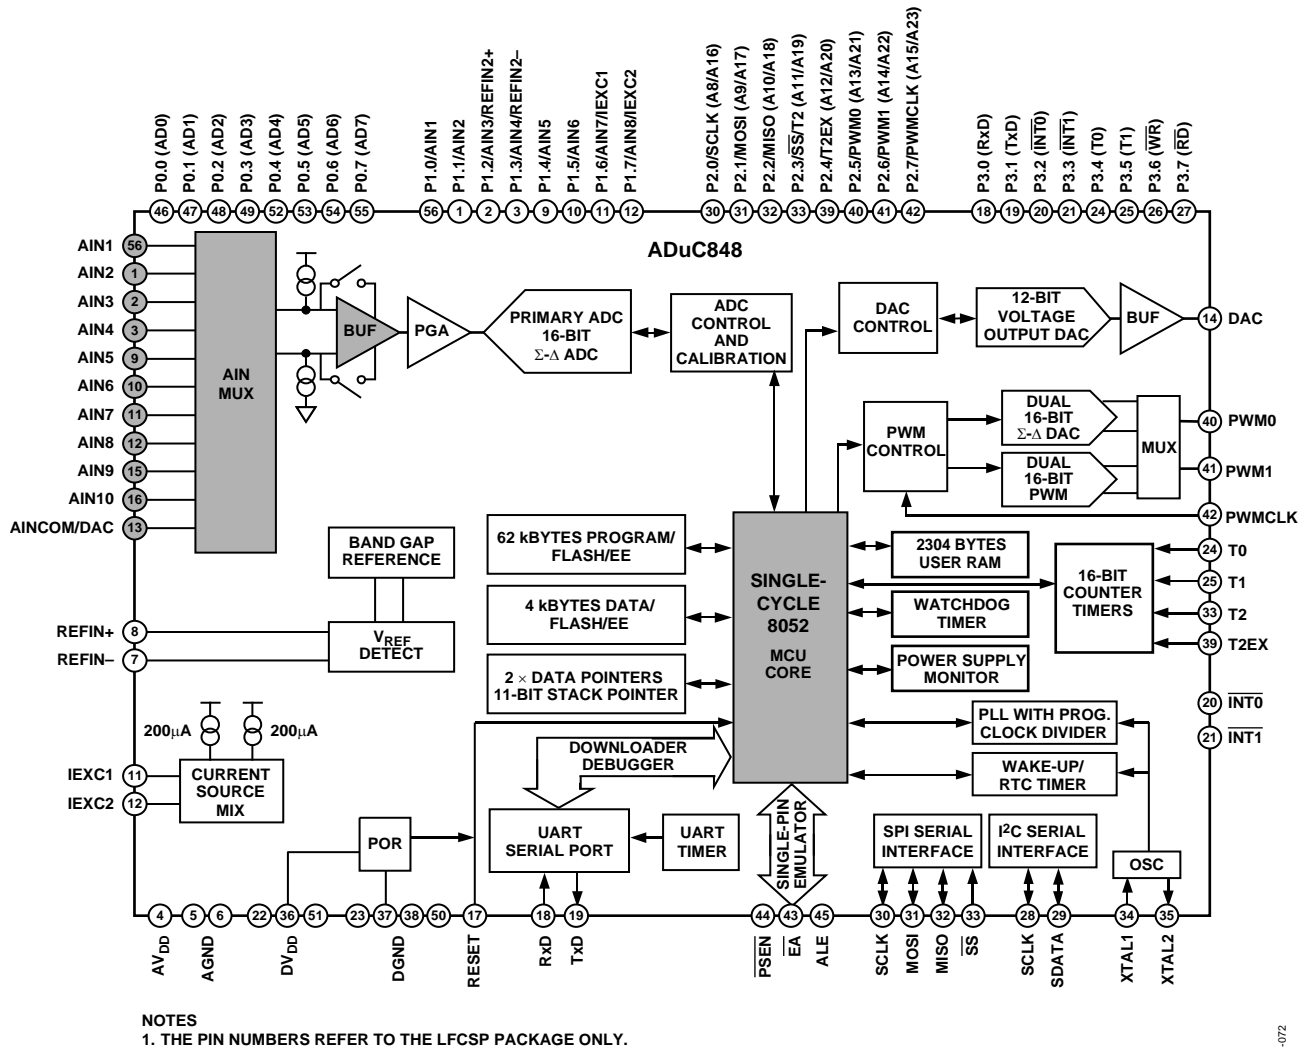 P0.0 (AD0)
P0.1 (AD1)
P0.2 (AD2)
P0.3 (AD3)
P0.4 (AD4)
P0.5 (AD5)
P0.6 (AD6)
P0.7 (AD7)
P1.0/AIN1
P1.1/AIN2
P1.2/AIN3/REFIN2+
P1.3/AIN4/REFIN2–
P1.4/AIN5
P1.5/AIN6
P1.6/AIN7/IEXC1
P1.7/AIN8/IEXC2
P2.0/SCLK (A8/A16)
P2.1/MOSI (A9/A17)
P2.2/MISO (A10/A18)
P2.3/SS/T2 (A11/A19)
P2.4/T2EX (A12/A20)
P2.5/PWM0 (A13/A21)
P2.6/PWM1 (A14/A22)
P2.7/PWMCLK (A15/A23)
P3.0 (RxD)
P3.1 (TxD)
P3.2 (INT0)
P3.3 (INT1)
P3.4 (T0)
P3.5 (T1)
P3.6 (WR)
P3.7 (RD)
46 47 48 49 52 53 54 55
56 1 2 3 9 10 11 12
30 31 32 33 39 40 41 42
18 19 20 21 24 25 26 27
ADuC848
AIN1 56
AIN2 1
AIN3 2
AIN4 3
AIN5 9
AIN6 10
AIN7 11
AIN8 12
AIN9 15
AIN10 16
AINCOM/DAC 13
AIN
MUX
BUF
PGA
PRIMARY ADC
16-BIT
Σ-Δ ADC
ADC
CONTROL
AND
CALIBRATION
DAC
CONTROL
12-BIT
VOLTAGE
OUTPUT DAC
BUF
14 DAC
PWM
CONTROL
DUAL
16-BIT
Σ-Δ DAC
DUAL
16-BIT
PWM
MUX
40 PWM0
41 PWM1
42 PWMCLK
BAND GAP
REFERENCE
VREF
DETECT
REFIN+ 8
REFIN– 7
62 kBYTES PROGRAM/
FLASH/EE
4 kBYTES DATA/
FLASH/EE
2 × DATA POINTERS
11-BIT STACK POINTER
SINGLE-
CYCLE
8052
MCU
CORE
2304 BYTES
USER RAM
WATCHDOG
TIMER
POWER SUPPLY
MONITOR
16-BIT
COUNTER
TIMERS
24 T0
25 T1
33 T2
39 T2EX
20 INT0
21 INT1
200μA
200μA
IEXC1 11
IEXC2 12
CURRENT
SOURCE
MIX
DOWNLOADER
DEBUGGER
PLL WITH PROG.
CLOCK DIVIDER
WAKE-UP/
RTC TIMER
POR
UART
SERIAL PORT
UART
TIMER
SINGLE-PIN
EMULATOR
SPI SERIAL
INTERFACE
I2C SERIAL
INTERFACE
OSC
4 5 6 22 36 51 23 37 38 50 17 18 19 44 43 45 30 31 32 33 28 29 34 35
AVDD
AGND
DVDD
DGND
RESET
RxD
TxD
PSEN
EA
ALE
SCLK
MOSI
MISO
SS
SCLK
SDATA
XTAL1
XTAL2
NOTES
1. THE PIN NUMBERS REFER TO THE LFCSP PACKAGE ONLY.
-072